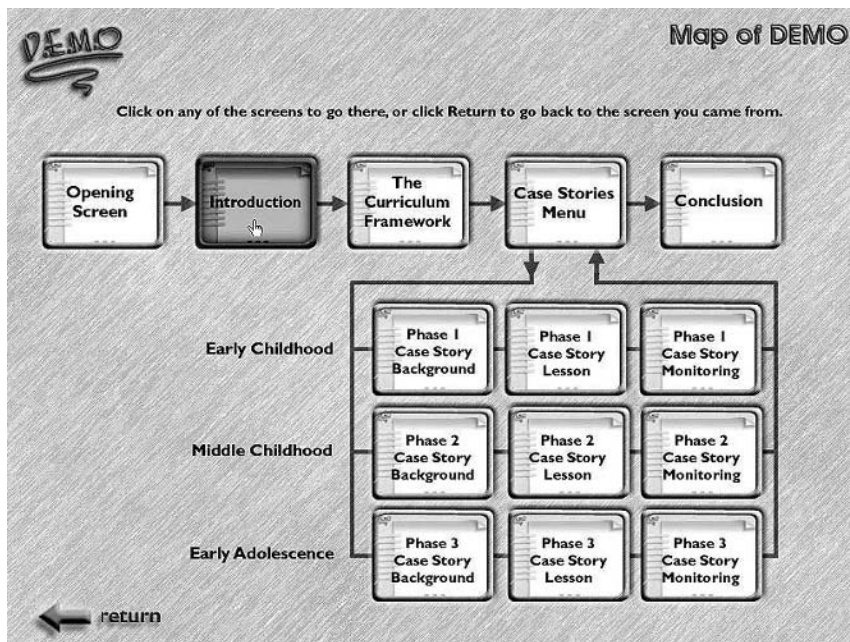 D.E.M.O
Map of DEMO
Click on any of the screens to go there, or click Return to go back to the screen you came from.
Opening
Screen
Introduction
The
Curriculum
Framework
Case Stories
Menu
Conclusion
Early Childhood
Phase 1
Case Story
Background
Phase 1
Case Story
Lesson
Phase 1
Case Story
Monitoring
Middle Childhood
Phase 2
Case Story
Background
Phase 2
Case Story
Lesson
Phase 2
Case Story
Monitoring
Early Adolescence
Phase 3
Case Story
Background
Phase 3
Case Story
Lesson
Phase 3
Case Story
Monitoring
return